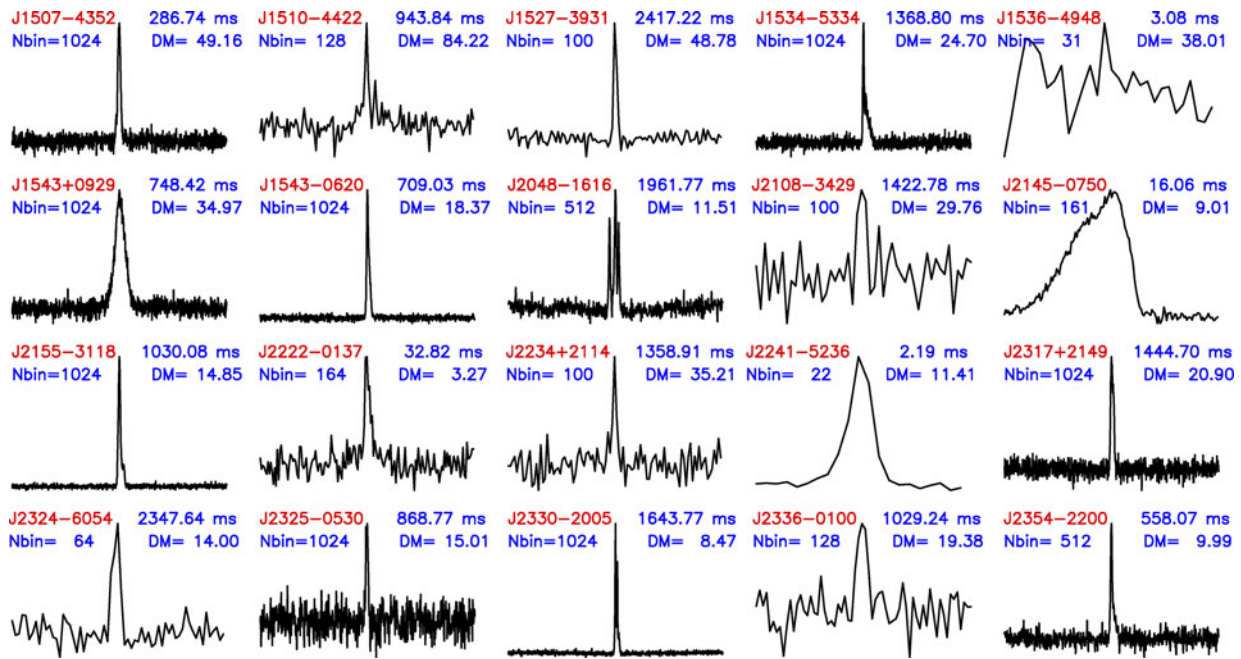 J1507−4352 286.74 ms J1510−4422 943.84 ms J1527−3931 2417.22 ms J1534−5334 1368.80 ms J1536−4948 3.08 ms
Nbin=1024 DM= 49.16 Nbin= 128 DM= 84.22 Nbin= 100 DM= 48.78 Nbin=1024 DM= 24.70 Nbin= 31 DM= 38.01
J1543+0929 748.42 ms J1543−0620 709.03 ms J2048−1616 1961.77 ms J2108−3429 1422.78 ms J2145−0750 16.06 ms
Nbin=1024 DM= 34.97 Nbin=1024 DM= 18.37 Nbin= 512 DM= 11.51 Nbin= 100 DM= 29.76 Nbin= 161 DM= 9.01
J2155−3118 1030.08 ms J2222−0137 32.82 ms J2234+2114 1358.91 ms J2241−5236 2.19 ms J2317+2149 1444.70 ms
Nbin=1024 DM= 14.85 Nbin= 164 DM= 3.27 Nbin= 100 DM= 35.21 Nbin= 22 DM= 11.41 Nbin=1024 DM= 20.90
J2324−6054 2347.64 ms J2325−0530 868.77 ms J2330−2005 1643.77 ms J2336−0100 1029.24 ms J2354−2200 558.07 ms
Nbin= 64 DM= 14.00 Nbin=1024 DM= 15.01 Nbin=1024 DM= 8.47 Nbin= 128 DM= 19.38 Nbin= 512 DM= 9.99